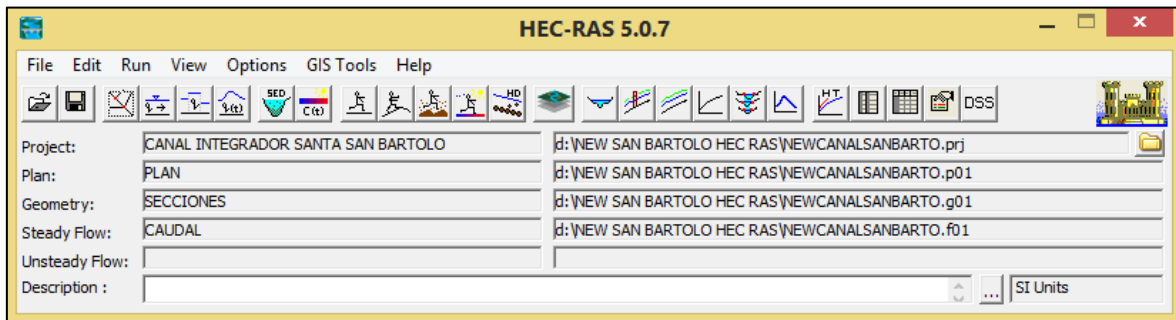 HEC-RAS 5.0.7
File Edit Run View Options GIS Tools Help
SED C(t) HD HT DSS
Project: CANAL INTEGRADOR SANTA SAN BARTOLO d:\NEW SAN BARTOLO HEC RAS\NEWCANALSANBARTO.prj
Plan: PLAN d:\NEW SAN BARTOLO HEC RAS\NEWCANALSANBARTO.p01
Geometry: SECCIONES d:\NEW SAN BARTOLO HEC RAS\NEWCANALSANBARTO.g01
Steady Flow: CAUDAL d:\NEW SAN BARTOLO HEC RAS\NEWCANALSANBARTO.f01
Unsteady Flow:
Description : ... SI Units